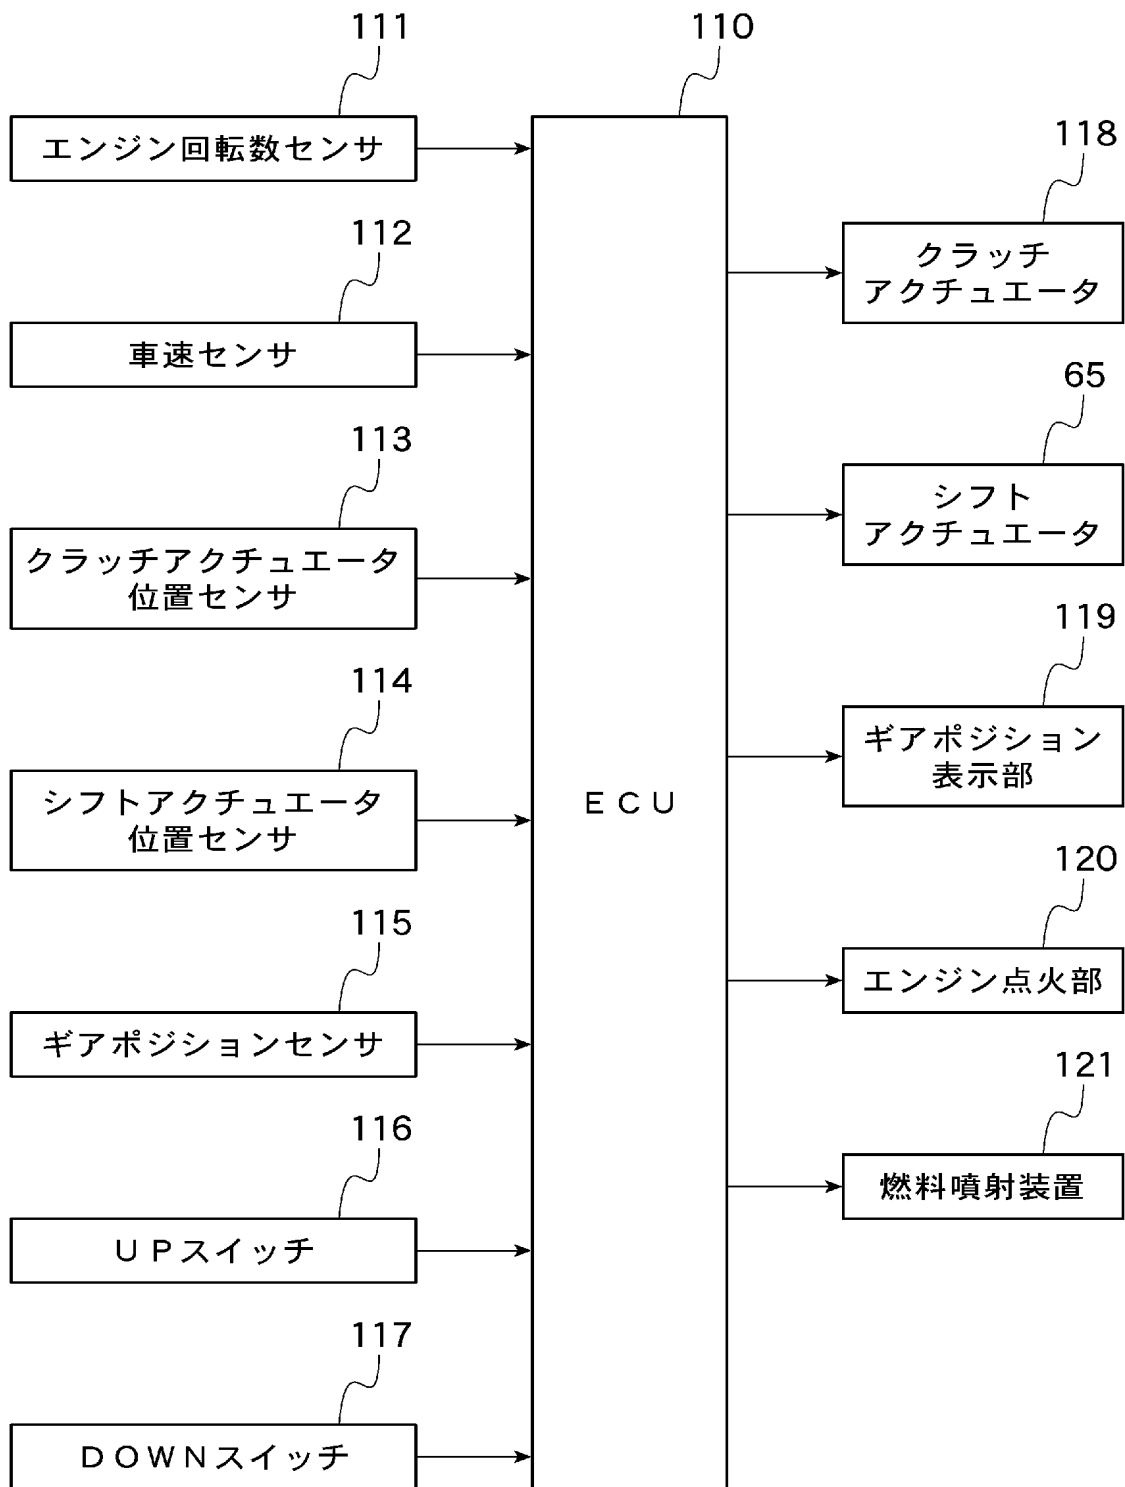 111
エンジン回転数センサ
112
車速センサ
113
クラッチアクチュエータ
位置センサ
114
シフトアクチュエータ
位置センサ
115
ギアポジションセンサ
116
UPスイッチ
117
DOWNスイッチ
110
ECU
118
クラッチ
アクチュエータ
65
シフト
アクチュエータ
119
ギアポジション
表示部
120
エンジン点火部
121
燃料噴射装置